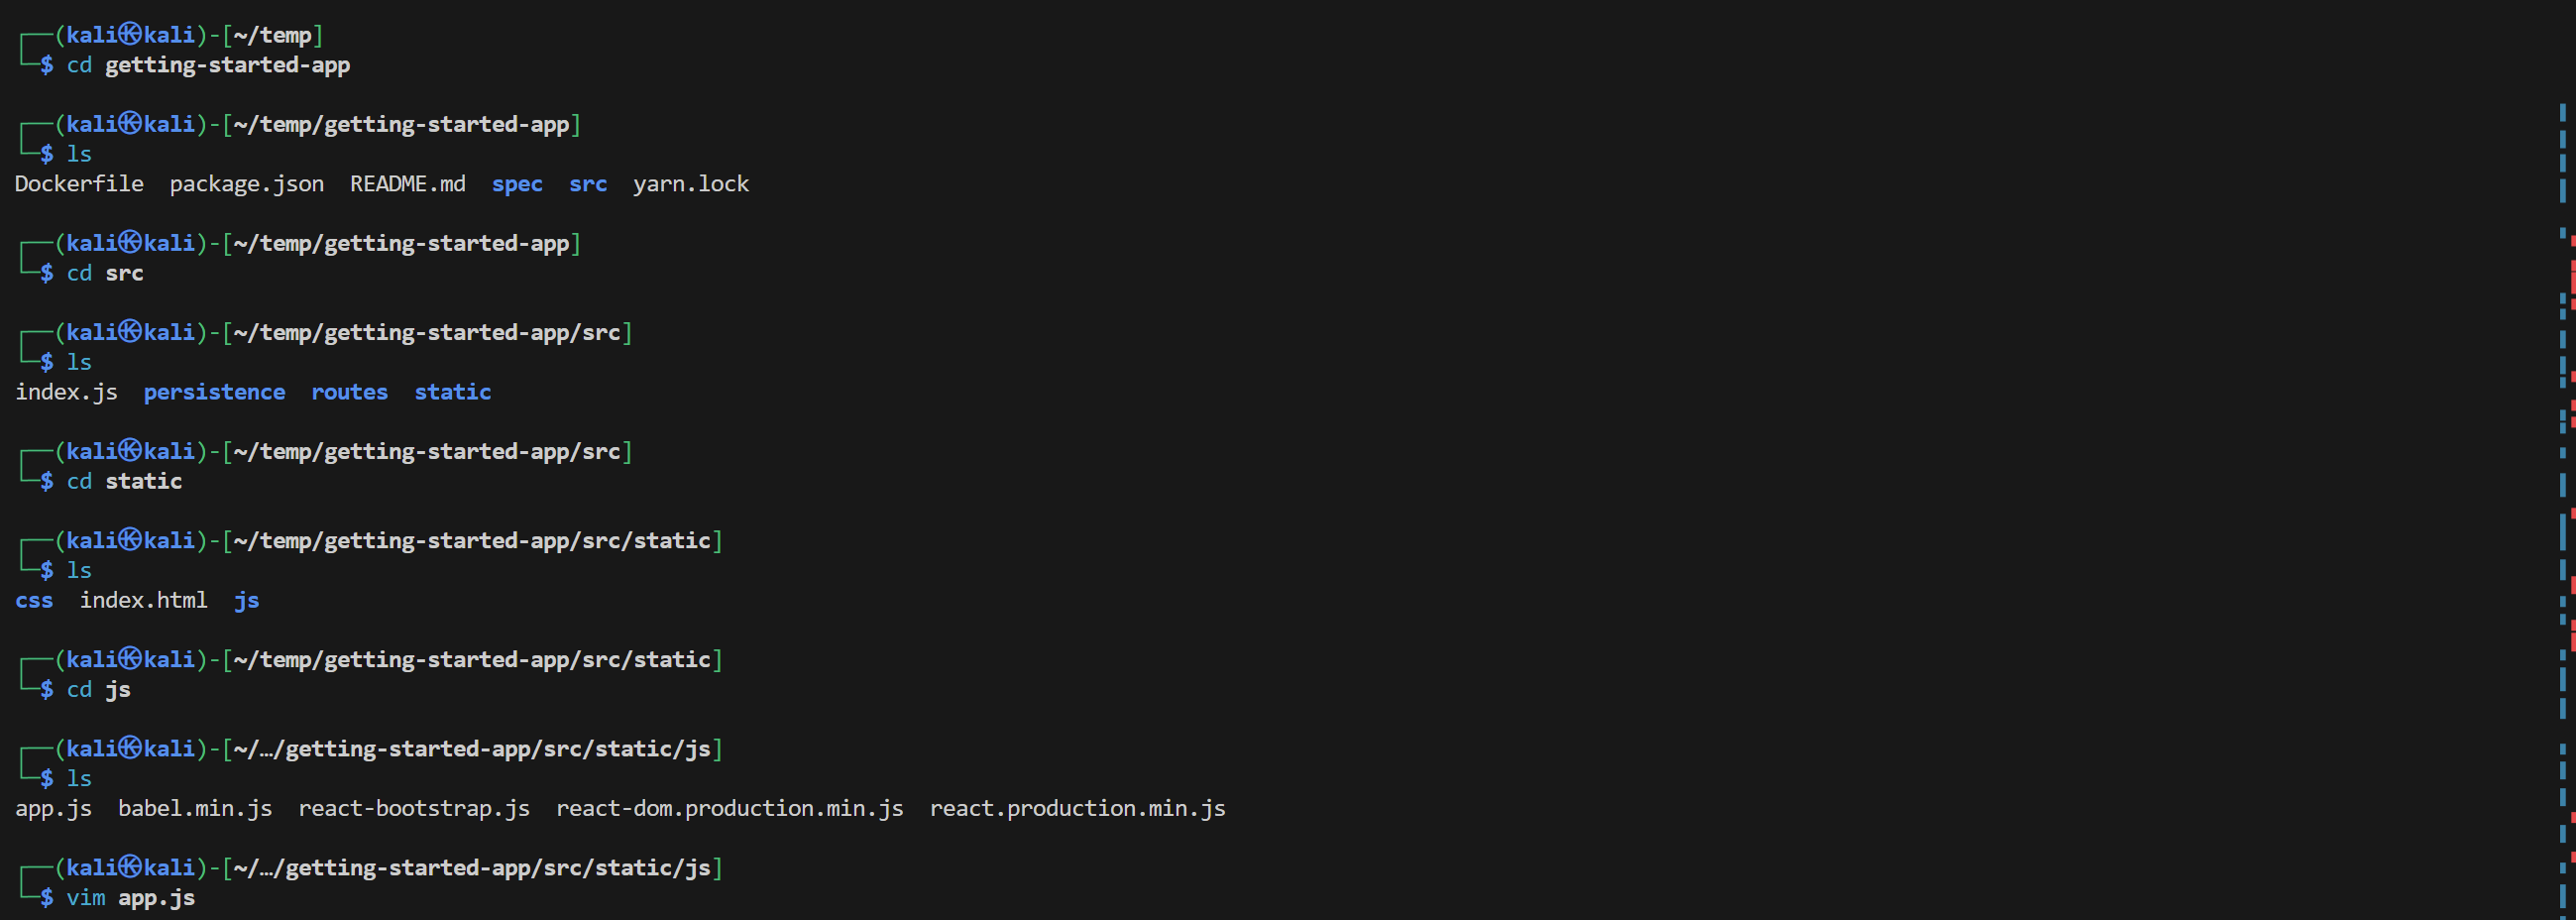 ┌──(kali㉿kali)-[~/temp]
└─$ cd getting-started-app
┌──(kali㉿kali)-[~/temp/getting-started-app]
└─$ ls
Dockerfile  package.json  README.md  spec  src  yarn.lock
┌──(kali㉿kali)-[~/temp/getting-started-app]
└─$ cd src
┌──(kali㉿kali)-[~/temp/getting-started-app/src]
└─$ ls
index.js  persistence  routes  static
┌──(kali㉿kali)-[~/temp/getting-started-app/src]
└─$ cd static
┌──(kali㉿kali)-[~/temp/getting-started-app/src/static]
└─$ ls
css  index.html  js
┌──(kali㉿kali)-[~/temp/getting-started-app/src/static]
└─$ cd js
┌──(kali㉿kali)-[~/…/getting-started-app/src/static/js]
└─$ ls
app.js  babel.min.js  react-bootstrap.js  react-dom.production.min.js  react.production.min.js
┌──(kali㉿kali)-[~/…/getting-started-app/src/static/js]
└─$ vim app.js